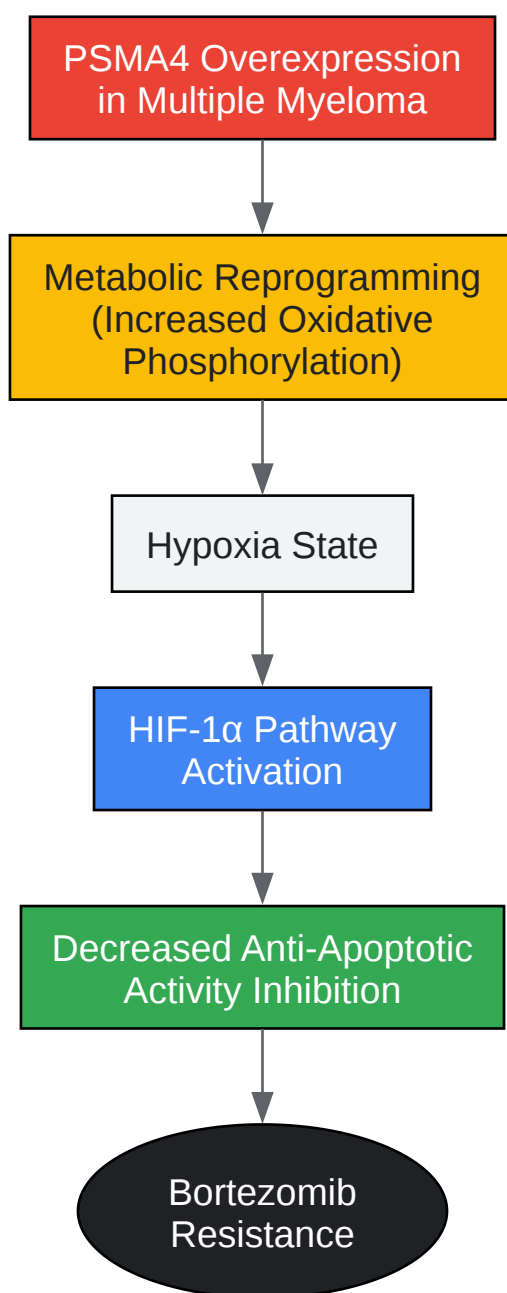 PSMA4 Overexpression
in Multiple Myeloma
Metabolic Reprogramming
(Increased Oxidative
Phosphorylation)
Hypoxia State
HIF-1α Pathway
Activation
Decreased Anti-Apoptotic
Activity Inhibition
Bortezomib
Resistance